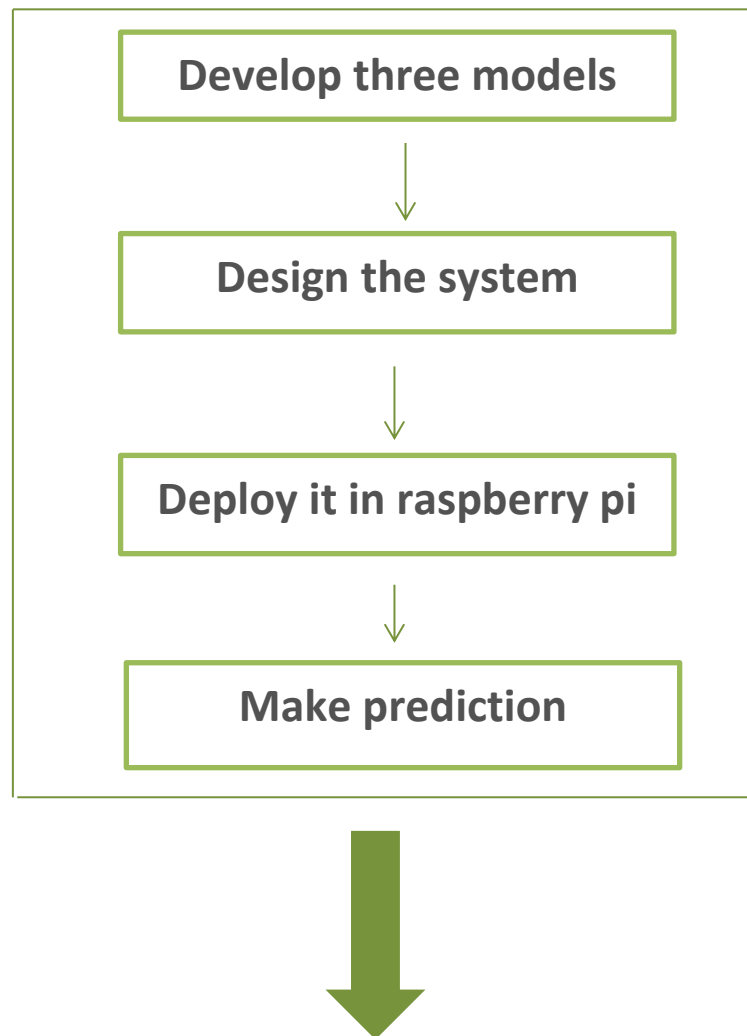 Develop three models
Design the system
Deploy it in raspberry pi
Make prediction